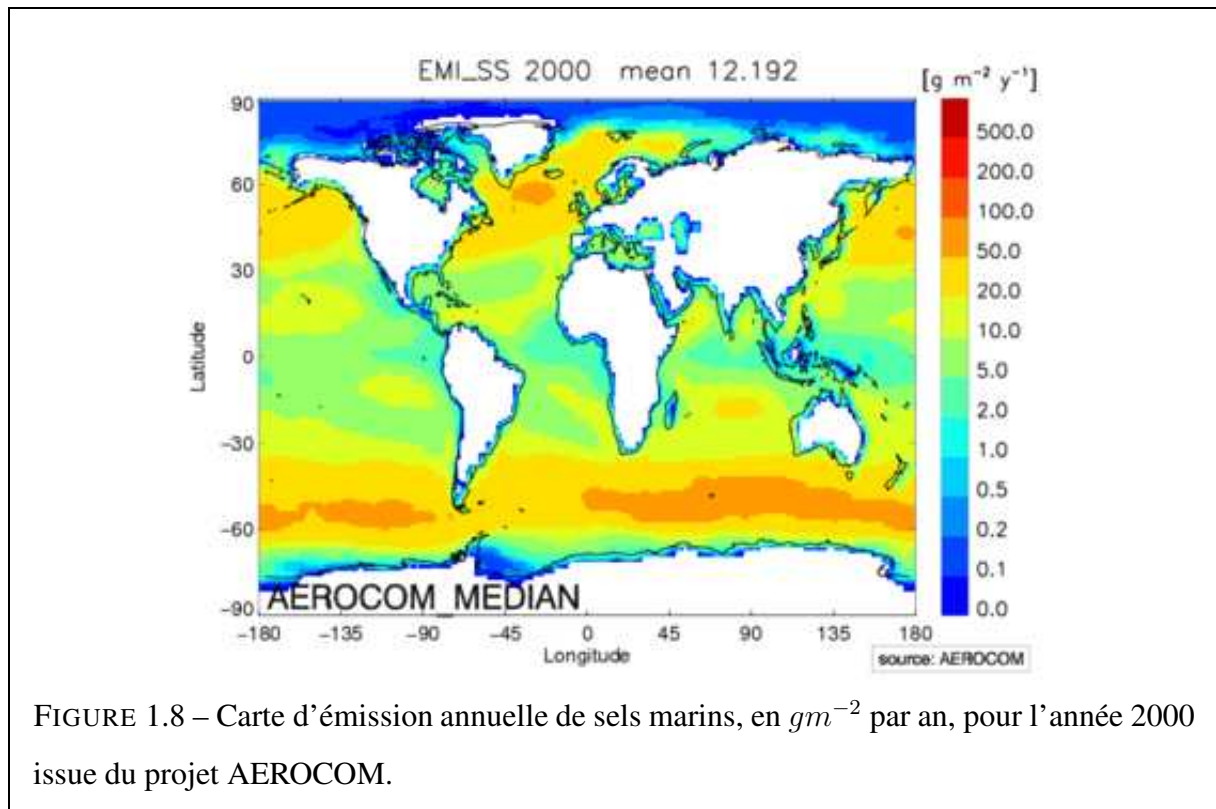 EMI_SS 2000 mean 12.192
[g m⁻² y⁻¹]
90
60
30
0
−30
−60
−90
Latitude
500.0
200.0
100.0
50.0
20.0
10.0
5.0
2.0
1.0
0.5
0.2
0.1
0.0
AEROCOM_MEDIAN
−180 −135 −90 −45 0 45 90 135 180
Longitude
source: AEROCOM
FIGURE 1.8 – Carte d'émission annuelle de sels marins, en gm⁻² par an, pour l'année 2000
issue du projet AEROCOM.